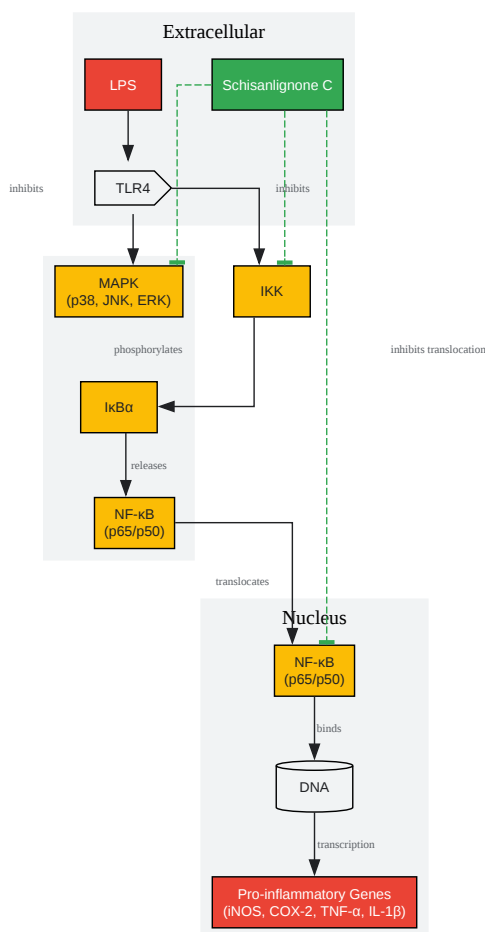 Extracellular
LPS
Schisanlignone C
TLR4
inhibits
inhibits
MAPK
(p38, JNK, ERK)
IKK
phosphorylates
inhibits translocation
IκBα
releases
NF-κB
(p65/p50)
translocates
Nucleus
NF-κB
(p65/p50)
binds
DNA
transcription
Pro-inflammatory Genes
(iNOS, COX-2, TNF-α, IL-1β)